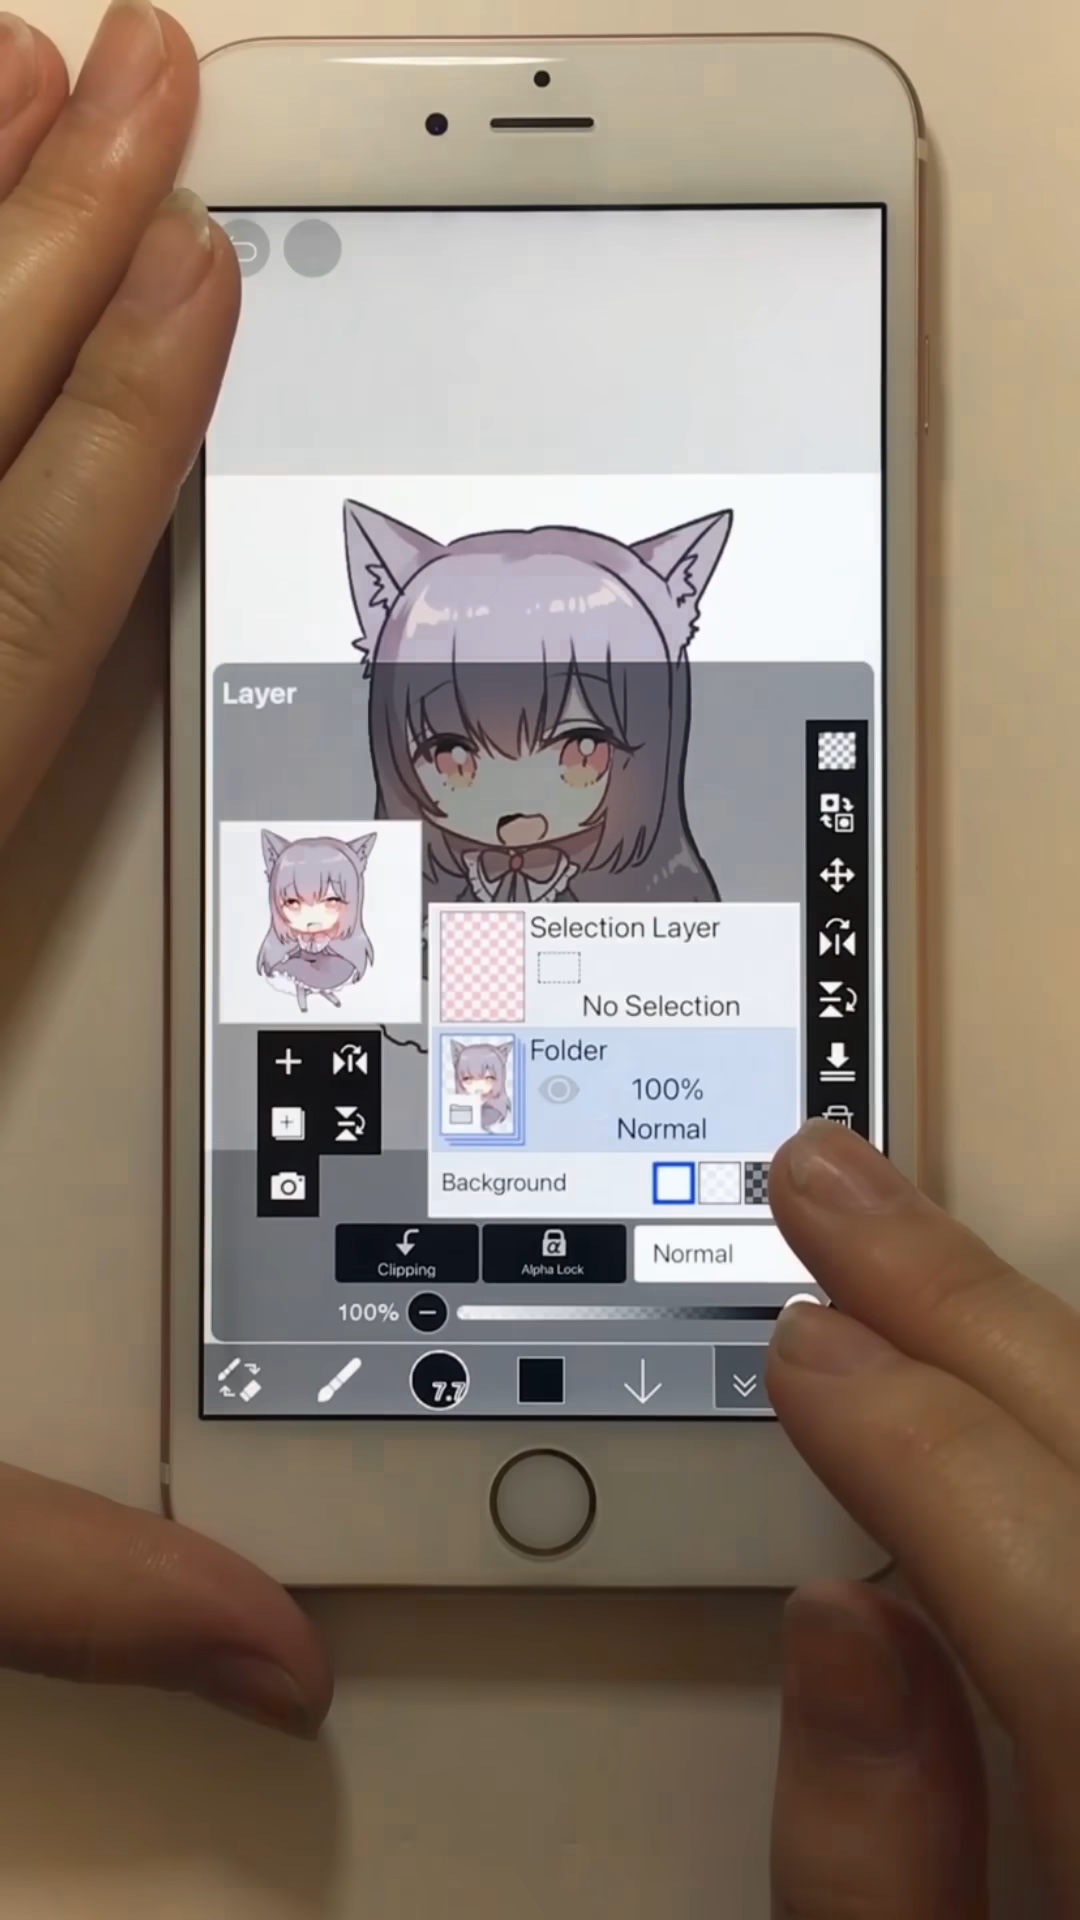 Layer
Selection Layer
No Selection
Folder
100%
Normal
Background
Clipping
α
Alpha Lock
Normal
100%
7.7